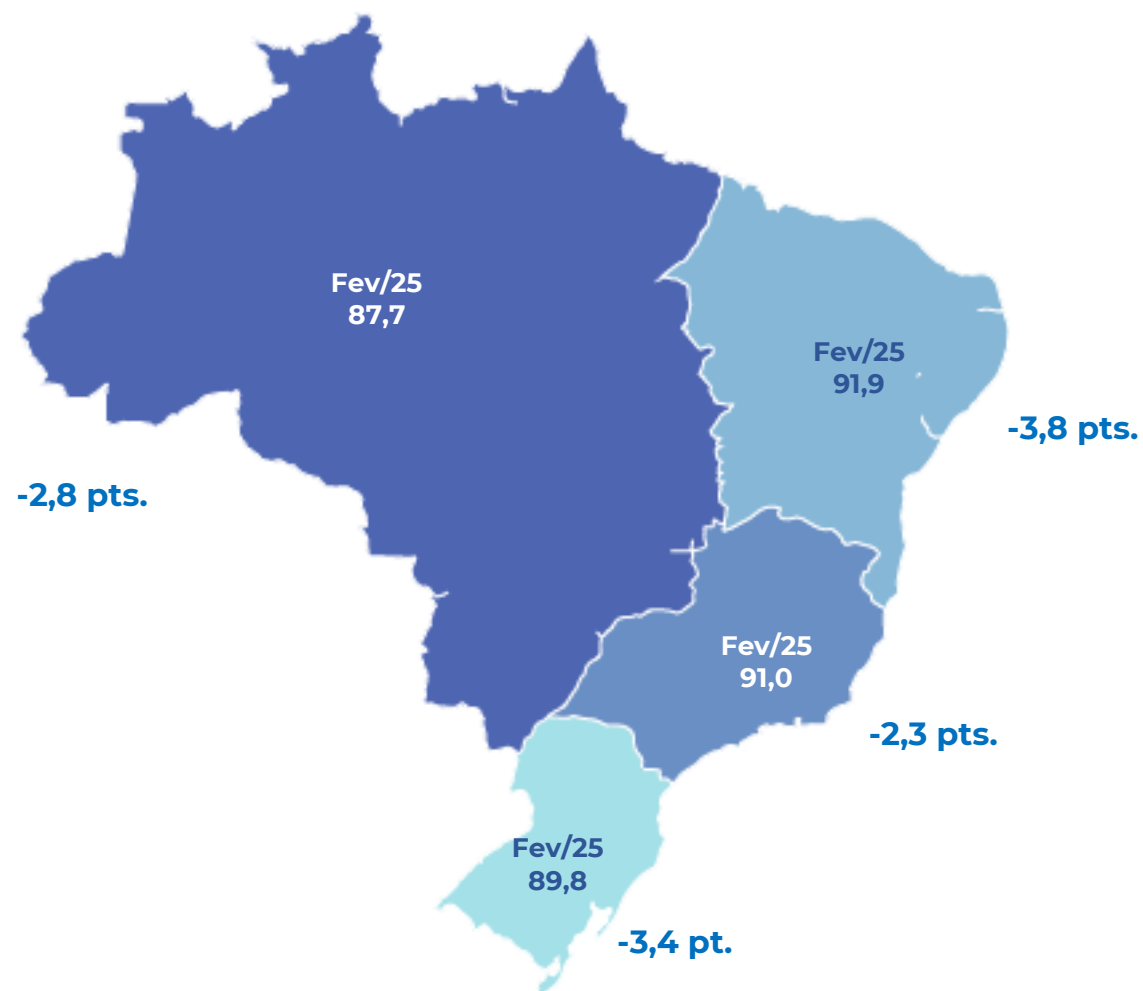 Fev/25
87,7
Fev/25
91,9
-3,8 pts.
-2,8 pts.
Fev/25
91,0
-2,3 pts.
Fev/25
89,8
-3,4 pt.